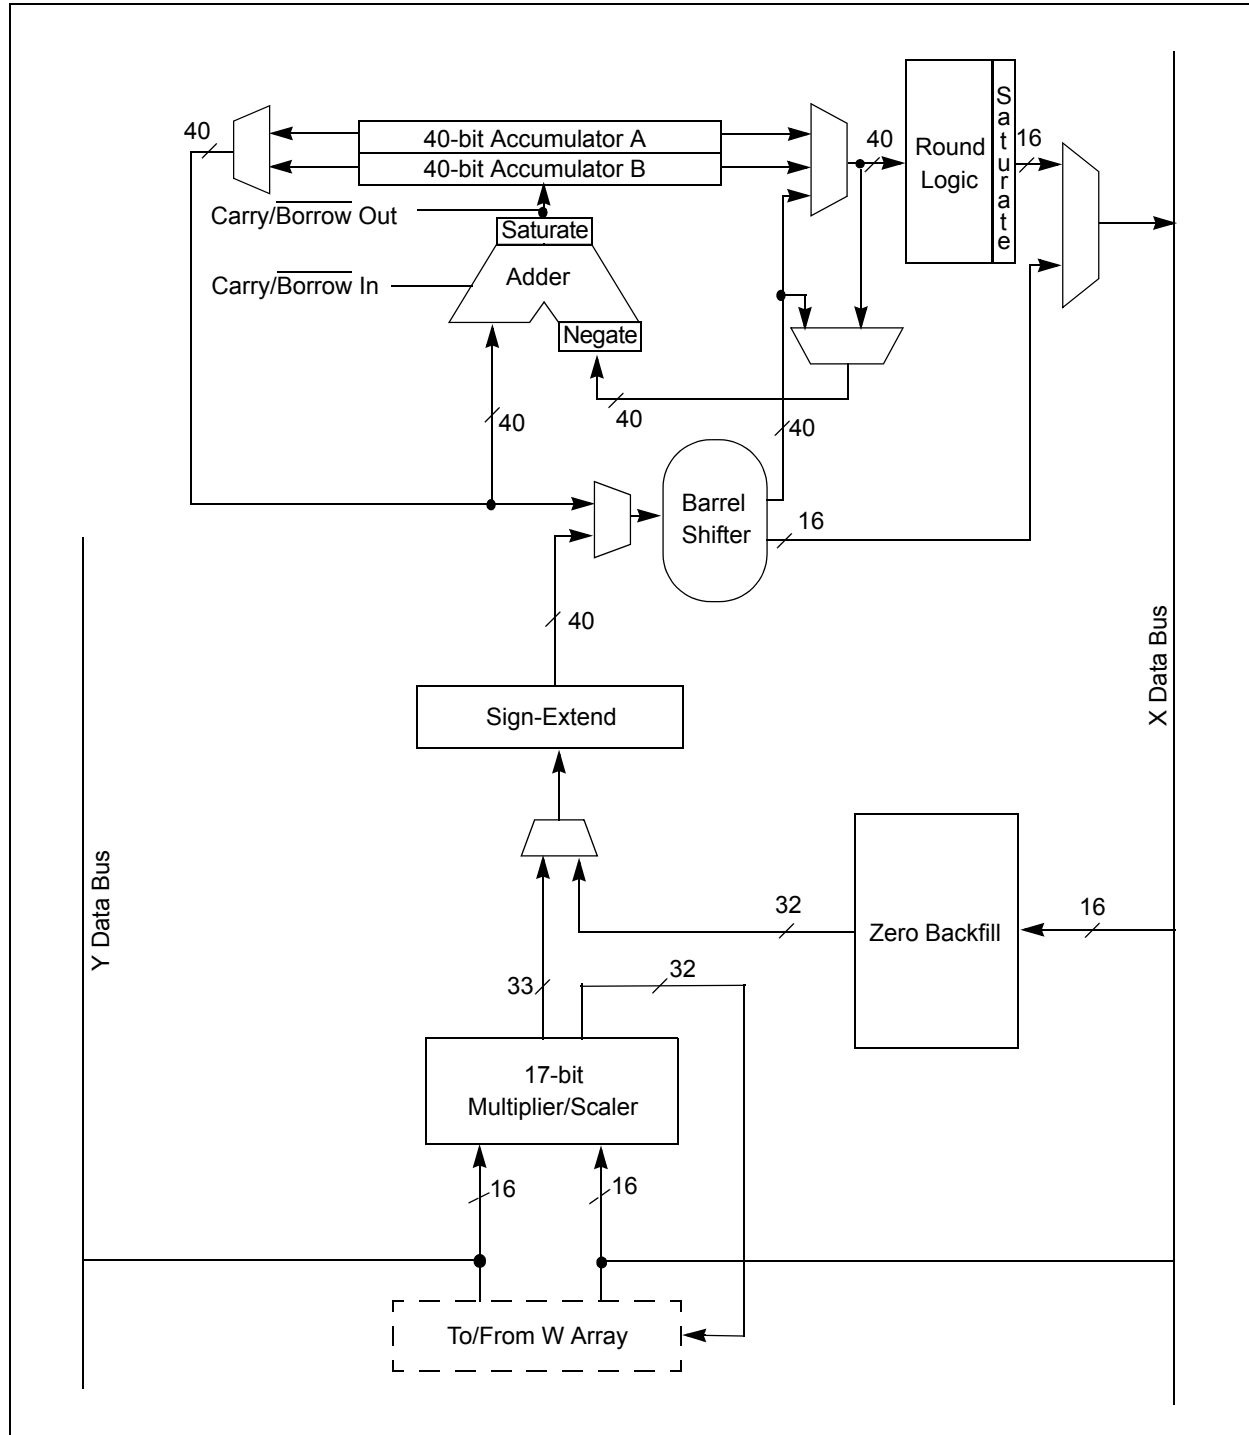 40
40-bit Accumulator A
40-bit Accumulator B
40
Round
Logic
Saturate
16
Carry/Borrow Out
Saturate
Carry/Borrow In
Adder
Negate
40
40
40
Barrel
Shifter
16
40
X Data Bus
Sign-Extend
Y Data Bus
32
Zero Backfill
16
33
32
17-bit
Multiplier/Scaler
16
16
To/From W Array